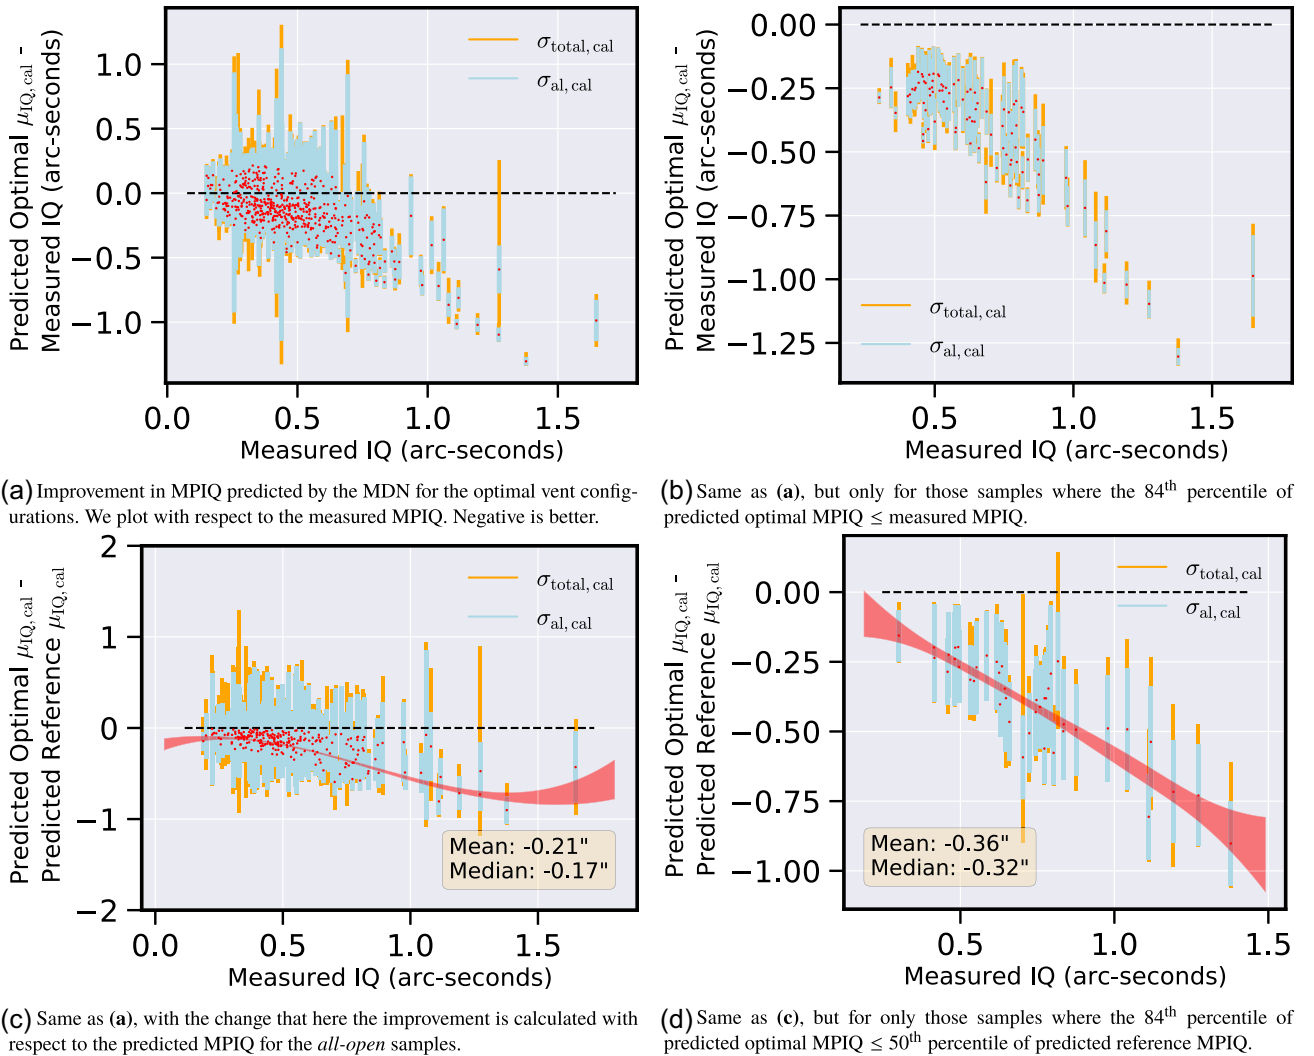 Predicted Optimal μIQ, cal -
Measured IQ (arc-seconds)
1.0
0.5
0.0
−0.5
−1.0
σtotal, cal
σal, cal
0.0 0.5 1.0 1.5
Measured IQ (arc-seconds)
(a) Improvement in MPIQ predicted by the MDN for the optimal vent config-
urations. We plot with respect to the measured MPIQ. Negative is better.
Predicted Optimal μIQ, cal -
Measured IQ (arc-seconds)
0.00
−0.25
−0.50
−0.75
−1.00
−1.25
σtotal, cal
σal, cal
0.5 1.0 1.5
Measured IQ (arc-seconds)
(b) Same as (a), but only for those samples where the 84th percentile of
predicted optimal MPIQ ≤ measured MPIQ.
Predicted Optimal μIQ, cal -
Predicted Reference μIQ, cal
2
1
0
−1
−2
σtotal, cal
σal, cal
Mean: -0.21"
Median: -0.17"
0.0 0.5 1.0 1.5
Measured IQ (arc-seconds)
(c) Same as (a), with the change that here the improvement is calculated with
respect to the predicted MPIQ for the all-open samples.
Predicted Optimal μIQ, cal -
Predicted Reference μIQ, cal
0.00
−0.25
−0.50
−0.75
−1.00
σtotal, cal
σal, cal
Mean: -0.36"
Median: -0.32"
0.5 1.0 1.5
Measured IQ (arc-seconds)
(d) Same as (c), but for only those samples where the 84th percentile of
predicted optimal MPIQ ≤ 50th percentile of predicted reference MPIQ.